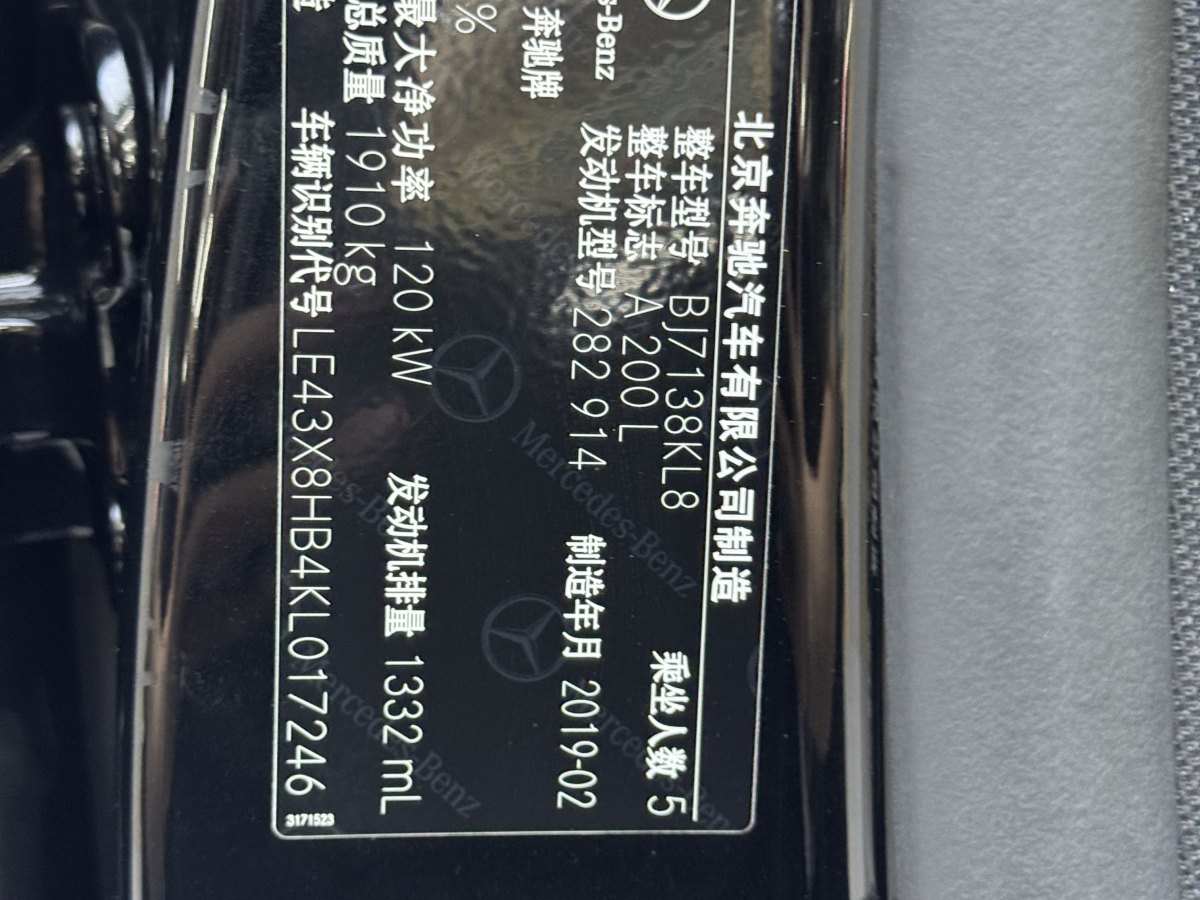 北京奔驰汽车有限公司制造
整车型号 BJ7138KL8 乘坐人数 5
整车标志 A 200 L
s-Benz 发动机型号 282 914 制造年月 2019-02
奔驰牌
%
最大净功率 120 kW 发动机排量 1332 mL
总质量 1910 kg
车辆识别代号 LE43X8HB4KL017246
3171523
Mercedes-Benz